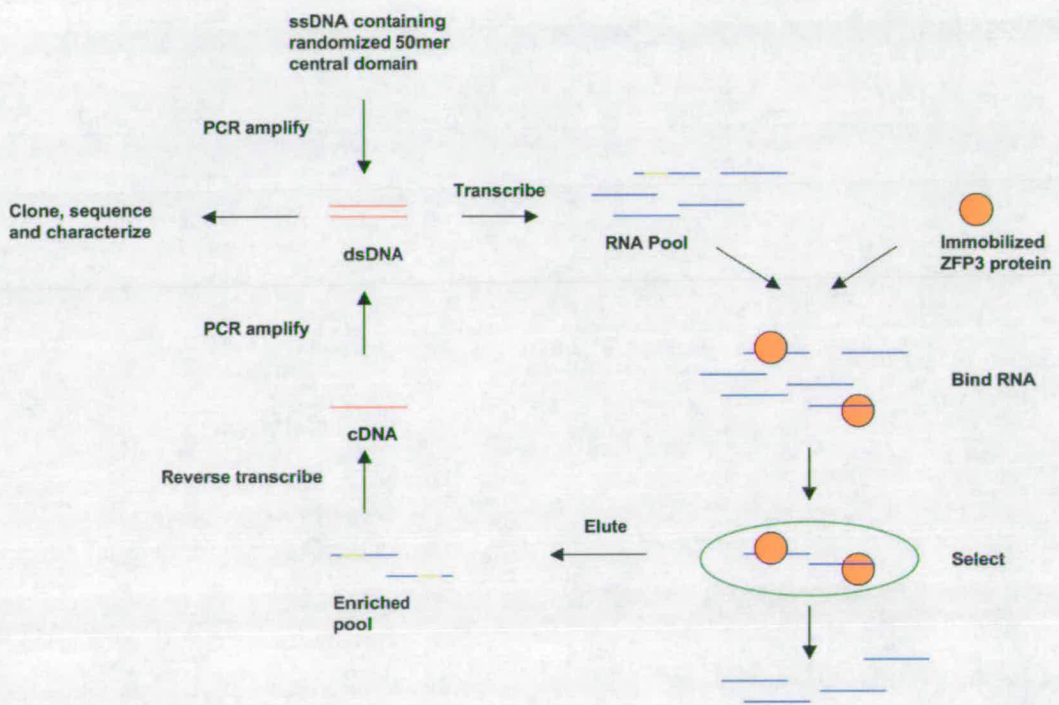 ssDNA containing
randomized 50mer
central domain
PCR amplify
Transcribe
Clone, sequence
and characterize
dsDNA
RNA Pool
Immobilized
ZFP3 protein
PCR amplify
Bind RNA
cDNA
Reverse transcribe
Elute
Select
Enriched
pool